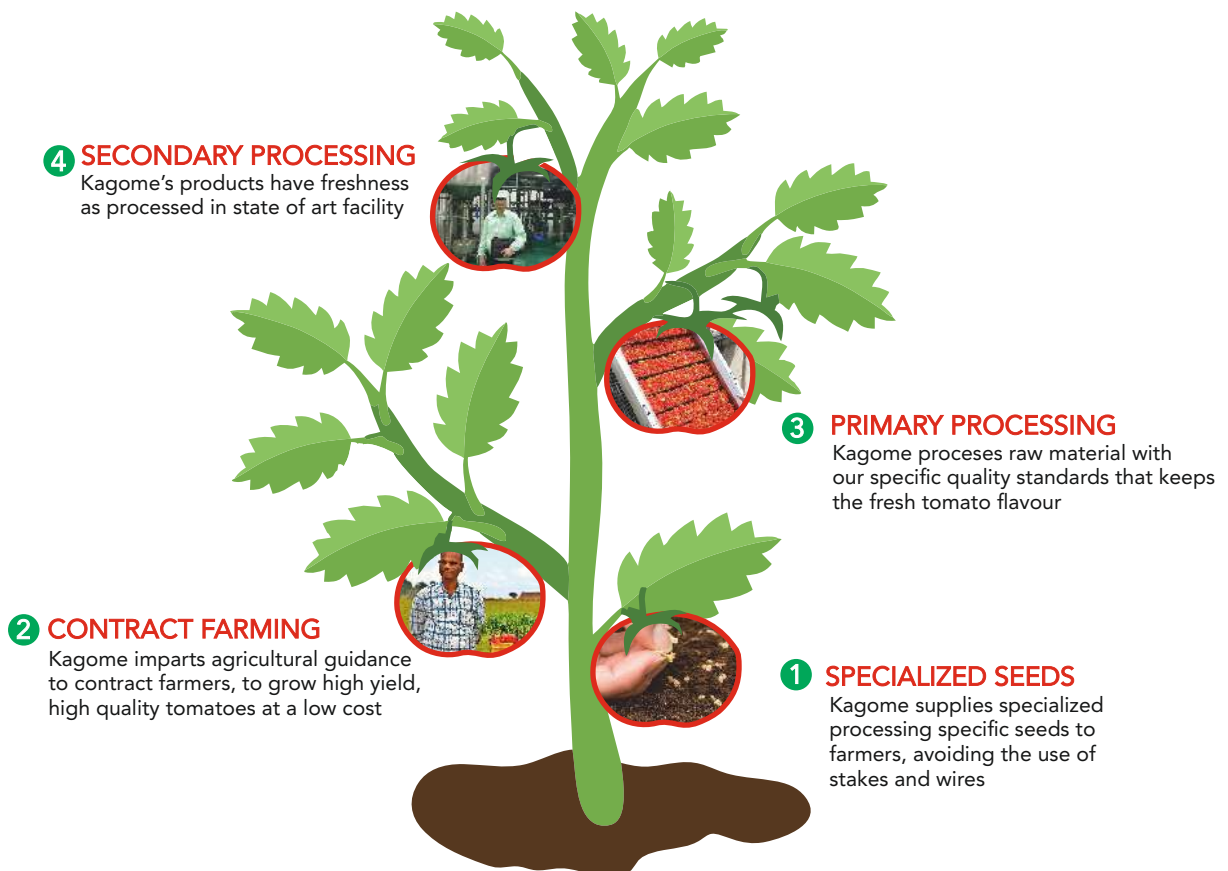 4 SECONDARY PROCESSING
Kagome's products have freshness
as processed in state of art facility
3 PRIMARY PROCESSING
Kagome proceses raw material with
our specific quality standards that keeps
the fresh tomato flavour
2 CONTRACT FARMING
Kagome imparts agricultural guidance
to contract farmers, to grow high yield,
high quality tomatoes at a low cost
1 SPECIALIZED SEEDS
Kagome supplies specialized
processing specific seeds to
farmers, avoiding the use of
stakes and wires